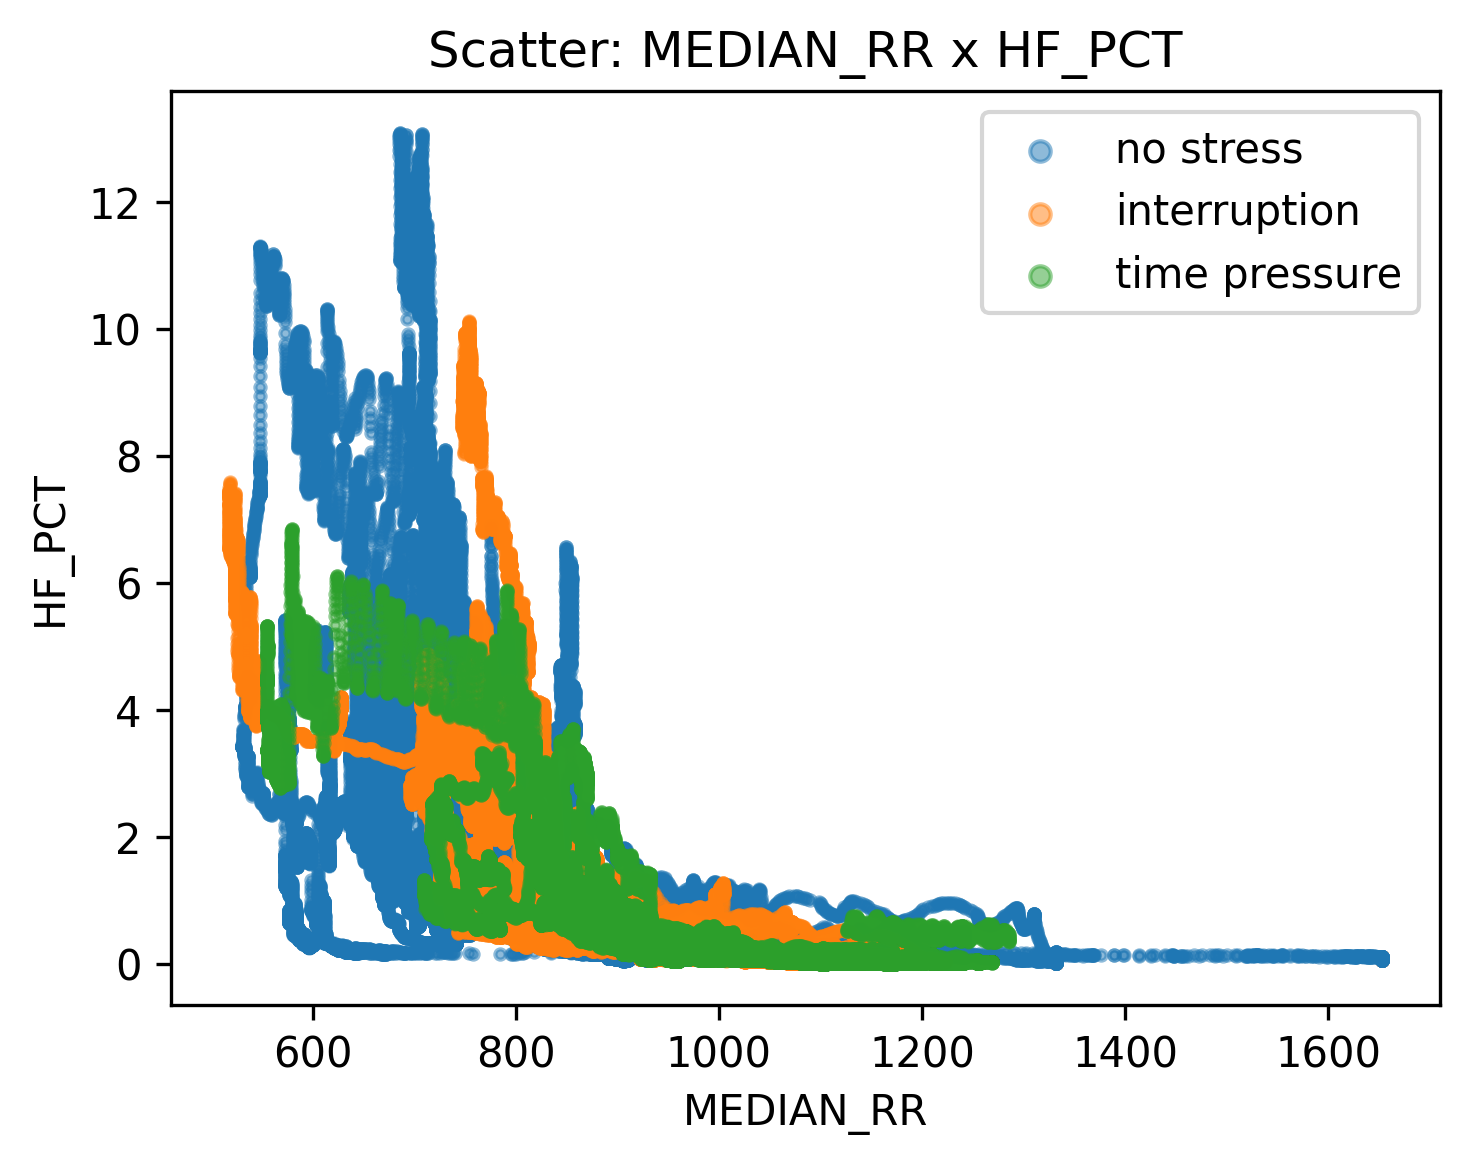 Scatter: MEDIAN_RR x HF_PCT
no stress
interruption
time pressure
12
10
8
6
4
2
0
HF_PCT
600 800 1000 1200 1400 1600
MEDIAN_RR